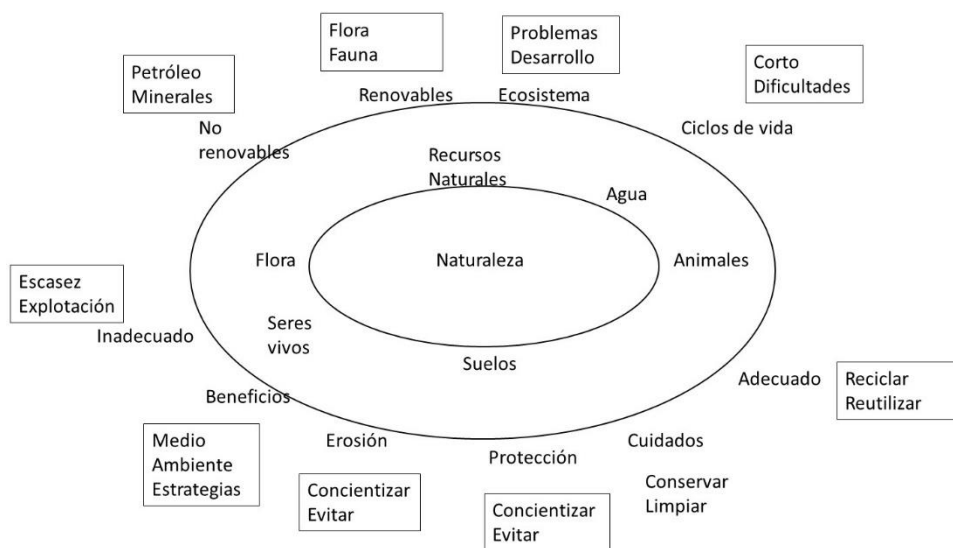 Flora
Fauna
Problemas
Desarrollo
Corto
Dificultades
Petróleo
Minerales
Renovables
Ecosistema
No
renovables
Ciclos de vida
Recursos
Naturales
Agua
Flora
Naturaleza
Animales
Escasez
Explotación
Inadecuado
Seres
vivos
Suelos
Adecuado
Reciclar
Reutilizar
Beneficios
Medio
Ambiente
Estrategias
Erosión
Concientizar
Evitar
Protección
Concientizar
Evitar
Cuidados
Conservar
Limpiar